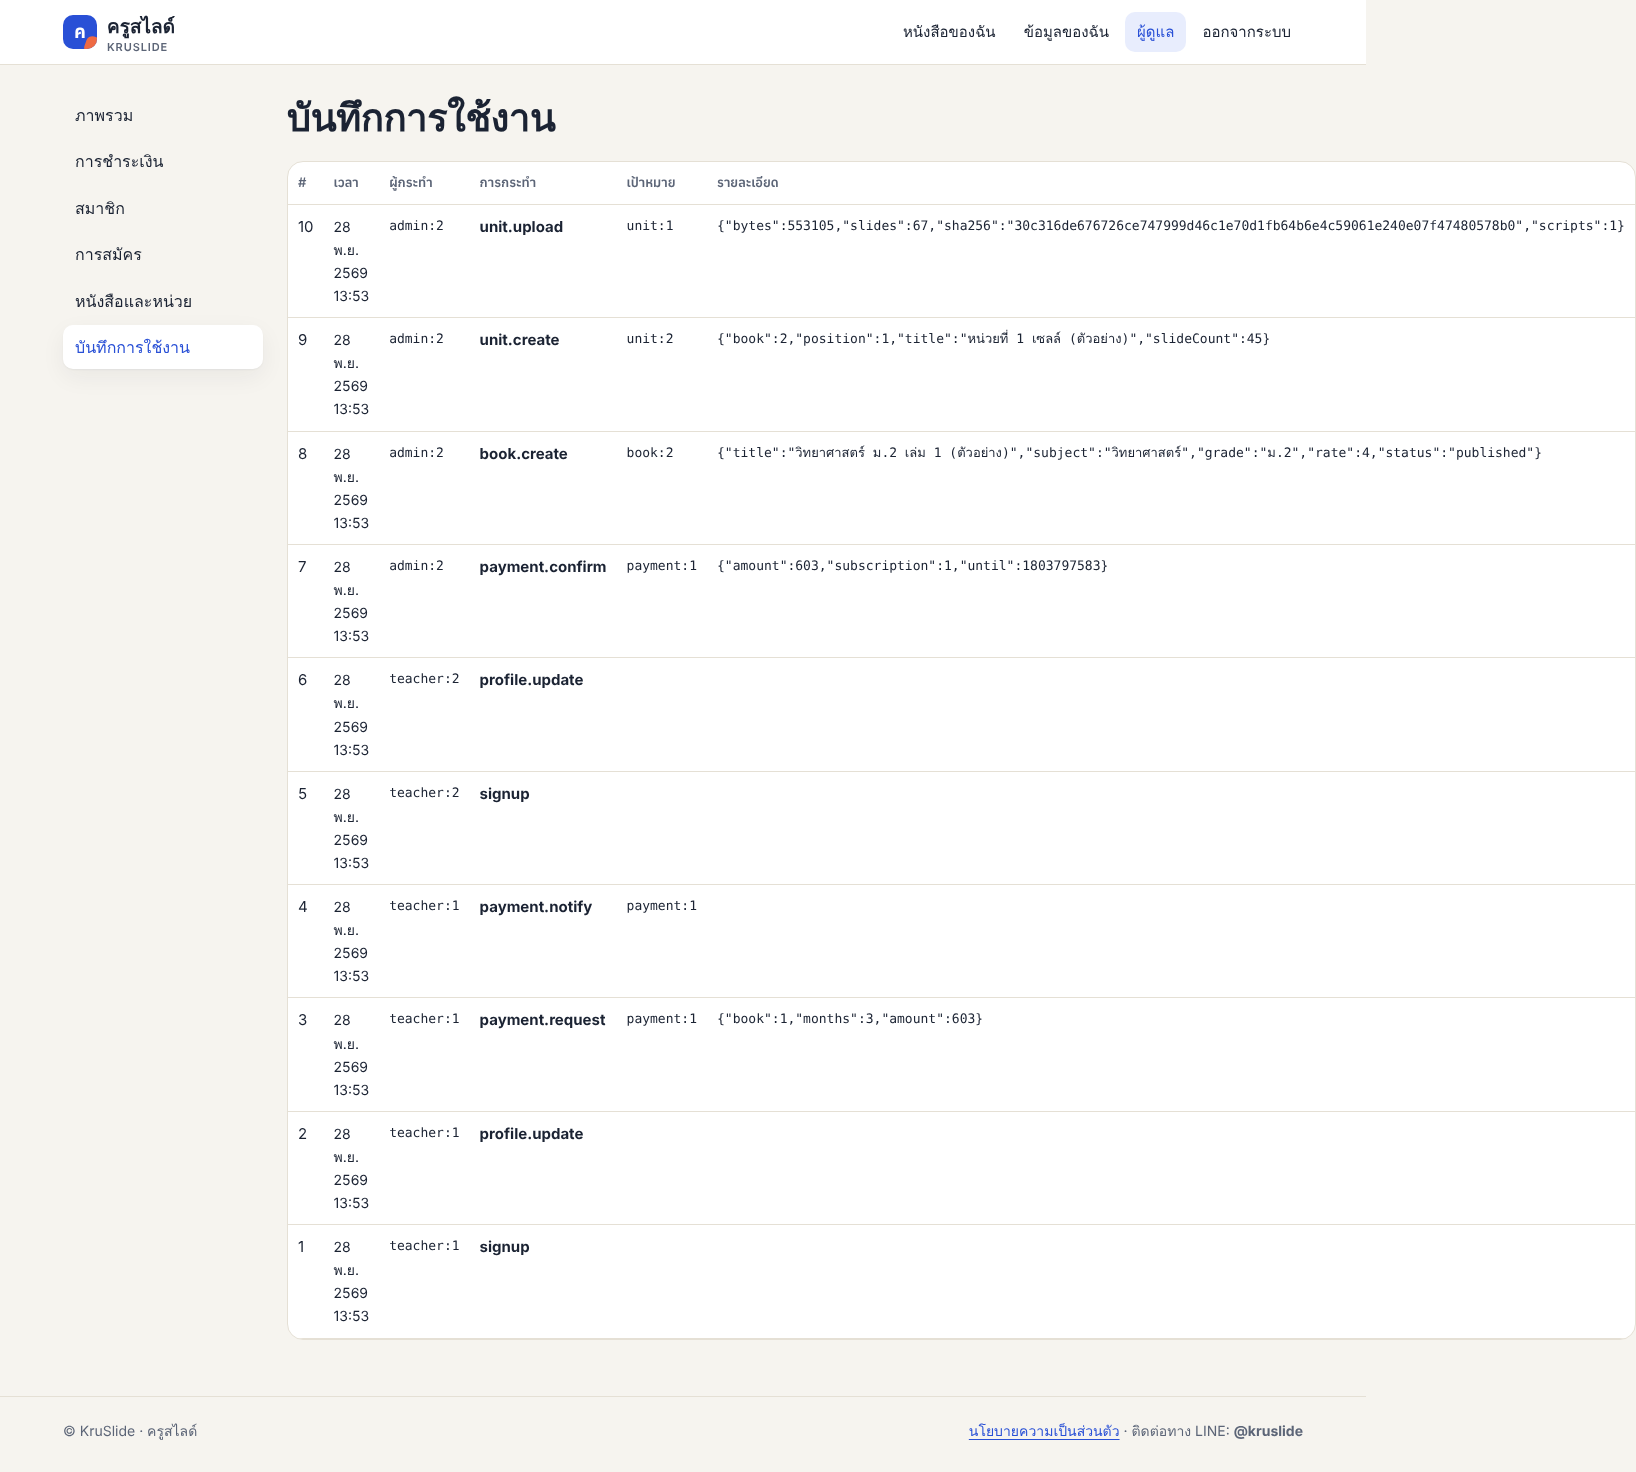 ค
ครูสไลด์
KRUSLIDE
หนังสือของฉัน
ข้อมูลของฉัน
ผู้ดูแล
ออกจากระบบ
ภาพรวม
การชำระเงิน
สมาชิก
การสมัคร
หนังสือและหน่วย
บันทึกการใช้งาน
บันทึกการใช้งาน
# เวลา ผู้กระทำ การกระทำ เป้าหมาย รายละเอียด
10 28 admin:2 unit.upload unit:1 {"bytes":553105,"slides":67,"sha256":"30c316de676726ce747999d46c1e70d1fb64b6e4c59061e240e07f47480578b0","scripts":1}
พ.ย.
2569
13:53
9 28 admin:2 unit.create unit:2 {"book":2,"position":1,"title":"หน่วยที่ 1 เซลล์ (ตัวอย่าง)","slideCount":45}
พ.ย.
2569
13:53
8 28 admin:2 book.create book:2 {"title":"วิทยาศาสตร์ ม.2 เล่ม 1 (ตัวอย่าง)","subject":"วิทยาศาสตร์","grade":"ม.2","rate":4,"status":"published"}
พ.ย.
2569
13:53
7 28 admin:2 payment.confirm payment:1 {"amount":603,"subscription":1,"until":1803797583}
พ.ย.
2569
13:53
6 28 teacher:2 profile.update
พ.ย.
2569
13:53
5 28 teacher:2 signup
พ.ย.
2569
13:53
4 28 teacher:1 payment.notify payment:1
พ.ย.
2569
13:53
3 28 teacher:1 payment.request payment:1 {"book":1,"months":3,"amount":603}
พ.ย.
2569
13:53
2 28 teacher:1 profile.update
พ.ย.
2569
13:53
1 28 teacher:1 signup
พ.ย.
2569
13:53
© KruSlide · ครูสไลด์
นโยบายความเป็นส่วนตัว · ติดต่อทาง LINE: @kruslide